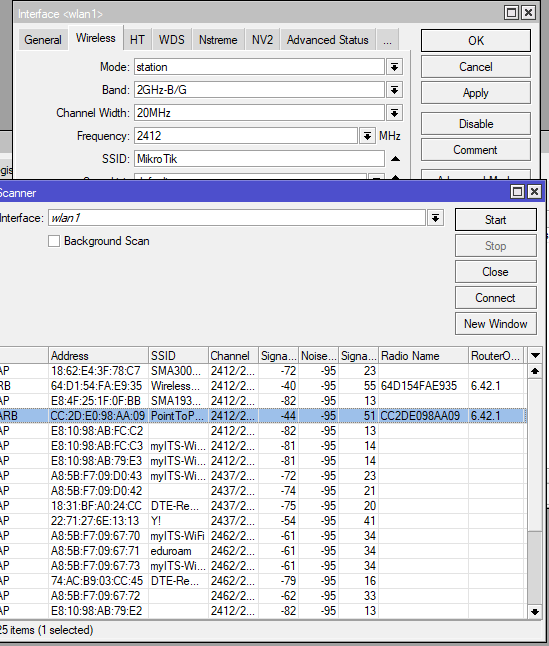 Interface <wlan1>
General Wireless HT WDS Nstreme NV2 Advanced Status ...
Mode: station
Band: 2GHz-B/G
Channel Width: 20MHz
Frequency: 2412 MHz
SSID: MikroTik
OK
Cancel
Apply
Disable
Comment
Scanner
Interface: wlan1
Background Scan
Start
Stop
Close
Connect
New Window
Address SSID Channel Signa... Noise... Signa... Radio Name RouterO...
AP 18:62:E4:3F:78:C7 SMA300... 2412/2... -72 -95 23
RB 64:D1:54:FA:E9:35 Wireless... 2412/2... -40 -95 55 64D154FAE935 6.42.1
AP E8:4F:25:1F:0F:BB SMA193... 2412/2... -82 -95 13
ARB CC:2D:E0:98:AA:09 PointToP... 2412/2... -44 -95 51 CC2DE098AA09 6.42.1
AP E8:10:98:AB:FC:C2 2412/2... -82 -95 13
AP E8:10:98:AB:FC:C3 myITS-Wi... 2412/2... -81 -95 14
AP E8:10:98:AB:79:E3 myITS-Wi... 2412/2... -81 -95 14
AP A8:5B:F7:09:D0:43 myITS-Wi... 2437/2... -72 -95 23
AP A8:5B:F7:09:D0:42 2437/2... -74 -95 21
AP 18:31:BF:A0:24:CC DTE-Re... 2437/2... -75 -95 20
AP 22:71:27:6E:13:13 Y! 2437/2... -54 -95 41
AP A8:5B:F7:09:67:70 myITS-WiFi 2462/2... -61 -95 34
AP A8:5B:F7:09:67:71 eduroam 2462/2... -61 -95 34
AP A8:5B:F7:09:67:73 myITS-Wi... 2462/2... -61 -95 34
AP 74:AC:B9:03:CC:45 DTE-Re... 2462/2... -79 -95 16
AP A8:5B:F7:09:67:72 2462/2... -62 -95 33
AP E8:10:98:AB:79:E2 2412/2... -82 -95 13
25 items (1 selected)